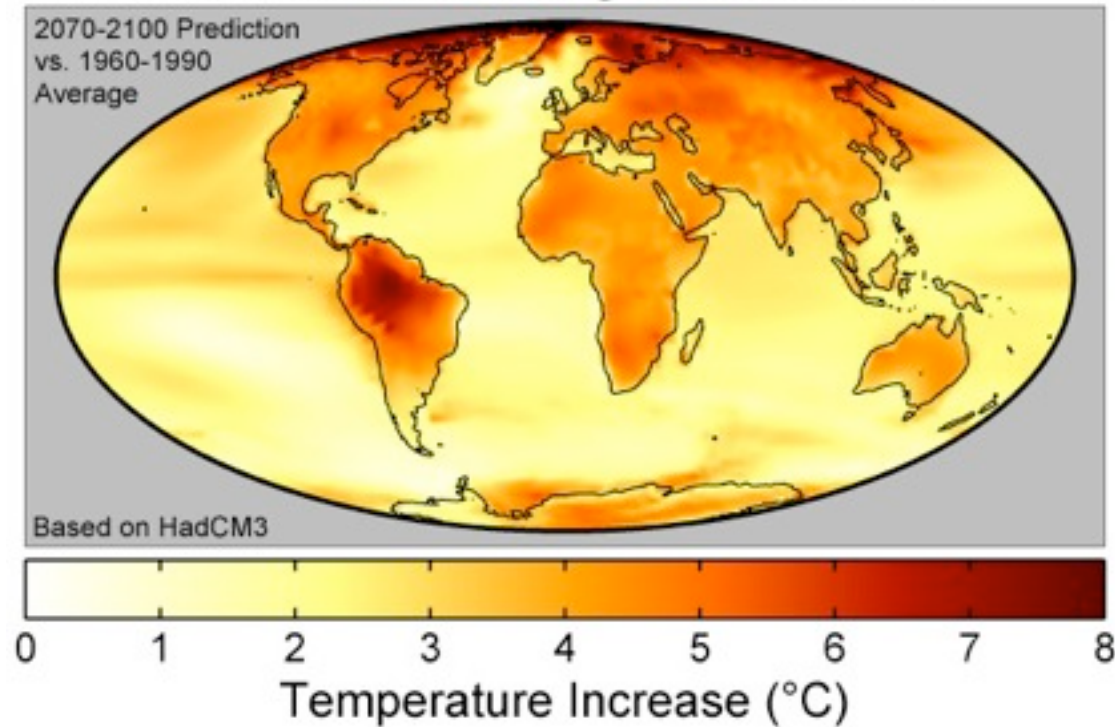 2070-2100 Prediction
vs. 1960-1990
Average
Based on HadCM3
0 1 2 3 4 5 6 7 8
Temperature Increase (°C)